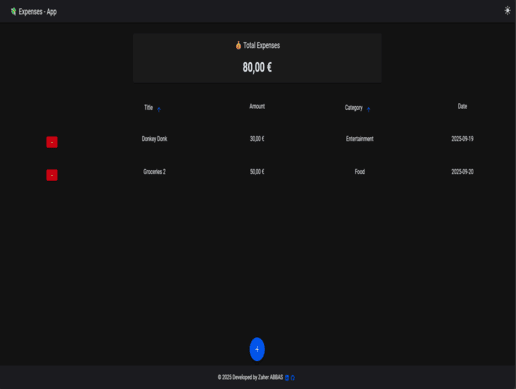 Expenses - App
Total Expenses
80,00 €
Title Amount Category Date
- Donkey Donk 30,00 € Entertainment 2025-09-19
- Groceries 2 50,00 € Food 2025-09-20
+
© 2025 Developed by Zaher ABBAS